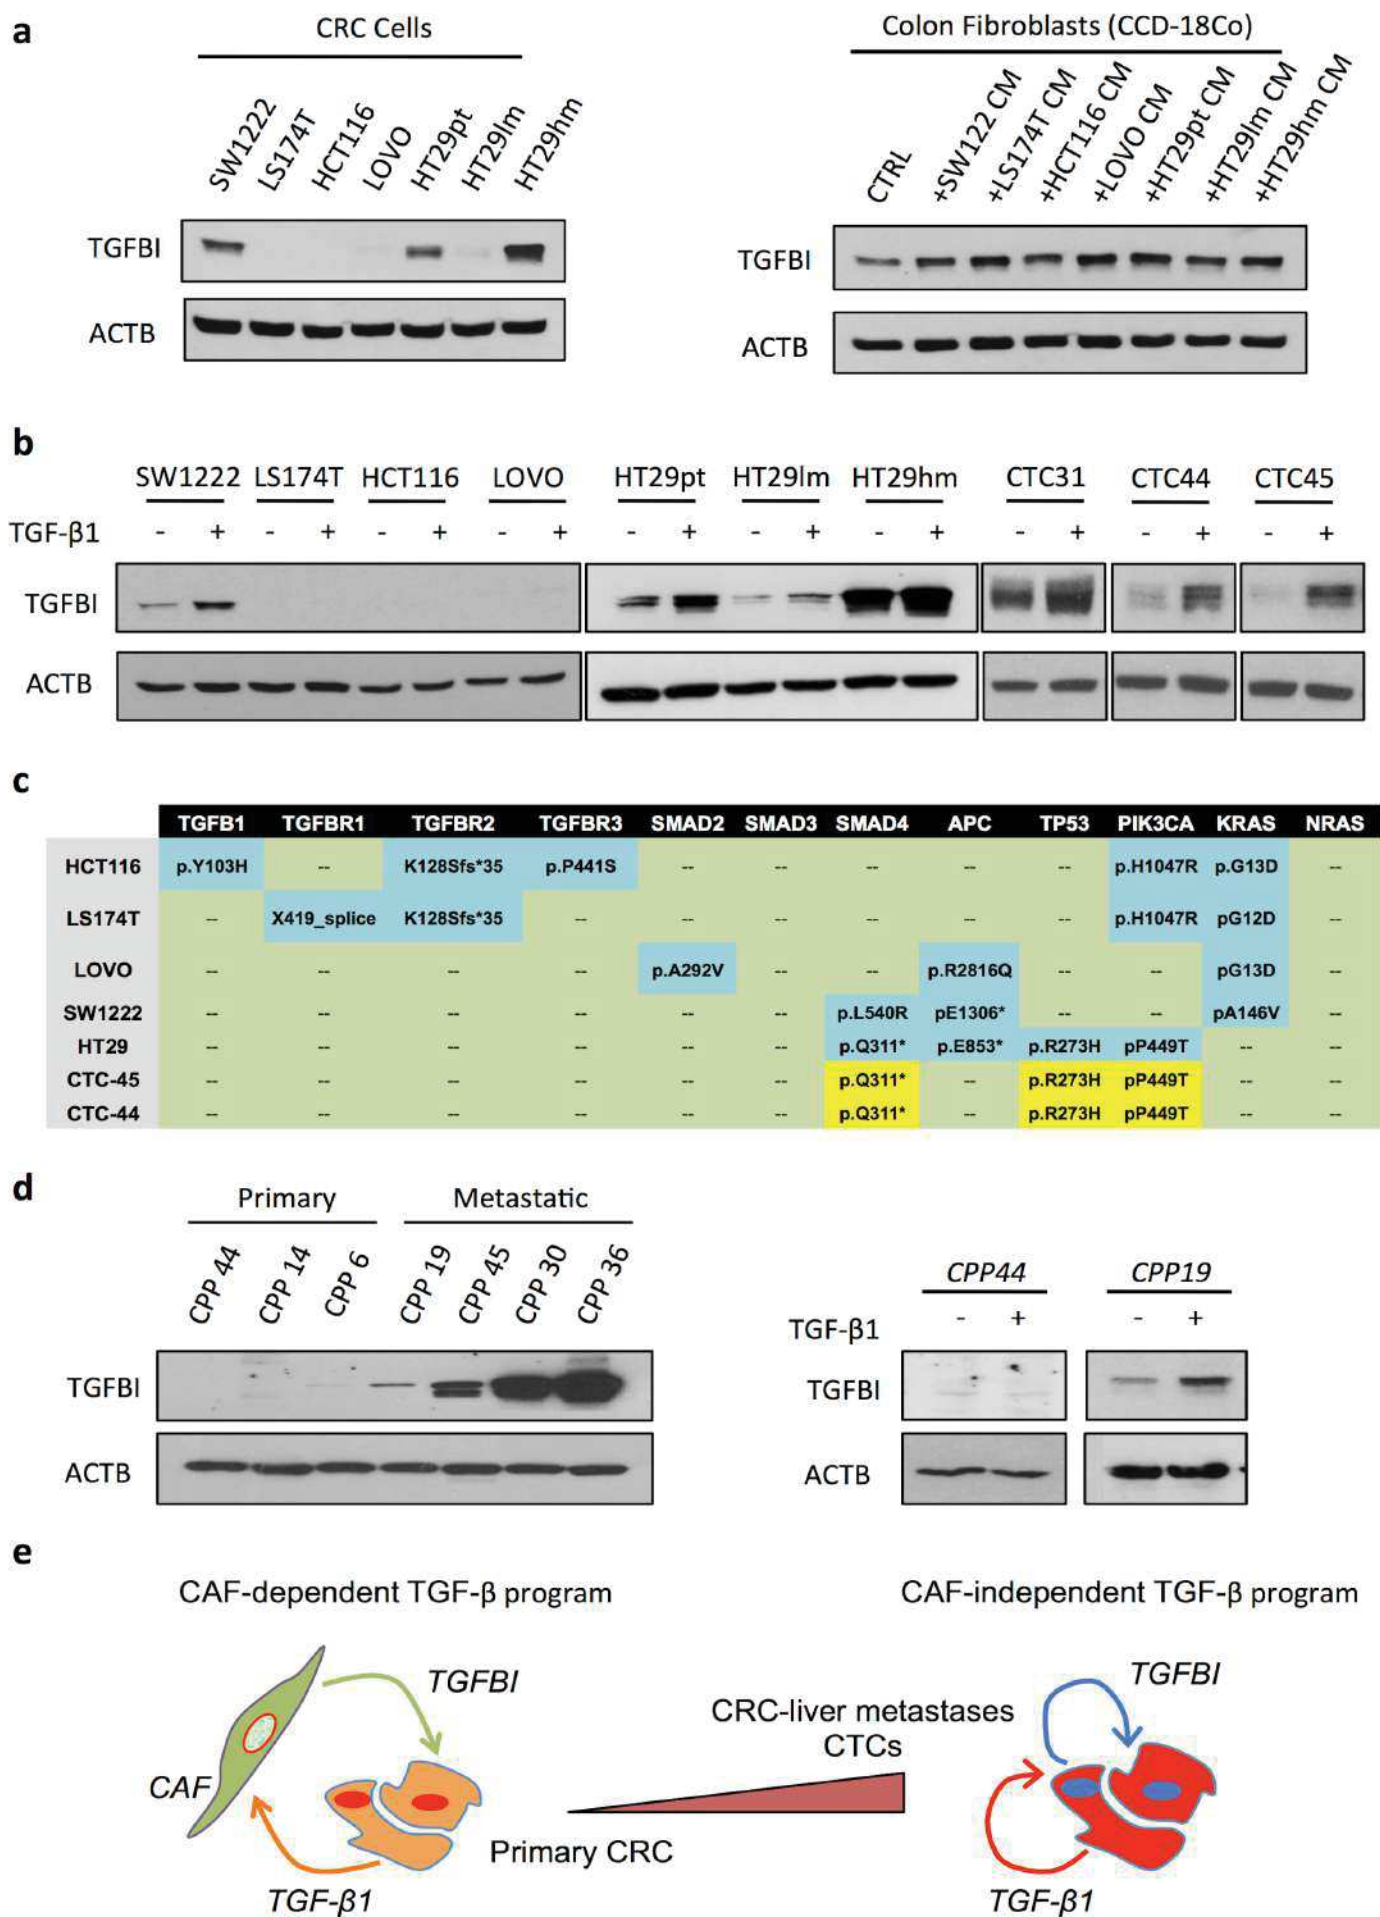 a
CRC Cells
SW1222
LS174T
HCT116
LOVO
HT29pt
HT29lm
HT29hm
TGFBI
ACTB
Colon Fibroblasts (CCD-18Co)
CTRL
+SW122 CM
+LS174T CM
+HCT116 CM
+LOVO CM
+HT29pt CM
+HT29lm CM
+HT29hm CM
TGFBI
ACTB
b
SW1222 LS174T HCT116 LOVO HT29pt HT29lm HT29hm CTC31 CTC44 CTC45
TGF-β1 - + - + - + - + - + - + - + - + - + - +
TGFBI
ACTB
c
TGFB1 TGFBR1 TGFBR2 TGFBR3 SMAD2 SMAD3 SMAD4 APC TP53 PIK3CA KRAS NRAS
HCT116 p.Y103H -- K128Sfs*35 p.P441S -- -- -- -- -- p.H1047R p.G13D --
LS174T -- X419_splice K128Sfs*35 -- -- -- -- -- -- p.H1047R pG12D --
LOVO -- -- -- -- p.A292V -- -- p.R2816Q -- -- pG13D --
SW1222 -- -- -- -- -- -- p.L540R pE1306* -- -- pA146V --
HT29 -- -- -- -- -- -- p.Q311* p.E853* p.R273H pP449T -- --
CTC-45 -- -- -- -- -- -- p.Q311* -- p.R273H pP449T -- --
CTC-44 -- -- -- -- -- -- p.Q311* -- p.R273H pP449T -- --
d
Primary Metastatic
CPP 44
CPP 14
CPP 6
CPP 19
CPP 45
CPP 30
CPP 36
TGFBI
ACTB
CPP44 CPP19
TGF-β1 - + - +
TGFBI
ACTB
e
CAF-dependent TGF-β program
CAF
TGFBI
TGF-β1
CRC-liver metastases
CTCs
Primary CRC
CAF-independent TGF-β program
TGFBI
TGF-β1